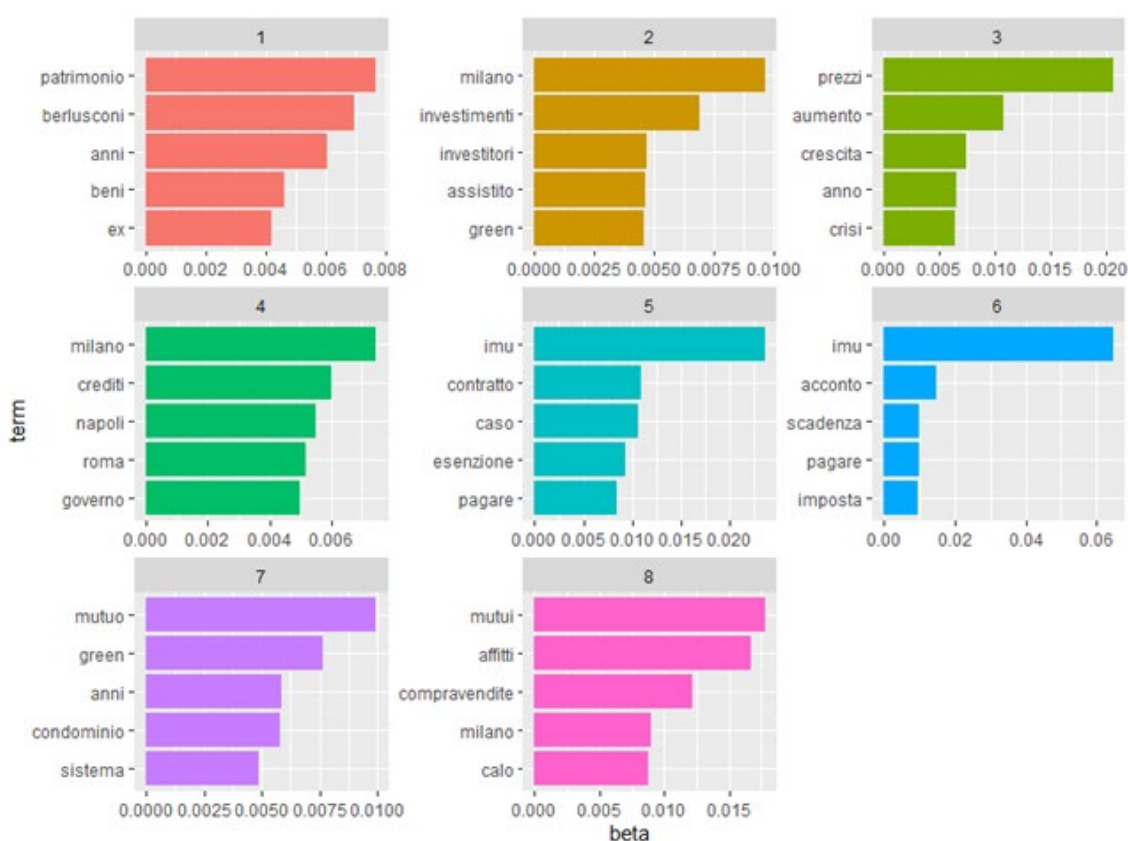 1
patrimonio
berlusconi
anni
beni
ex
0.000 0.002 0.004 0.006 0.008
2
milano
investimenti
investitori
assistito
green
0.0000 0.0025 0.0050 0.0075 0.0100
3
prezzi
aumento
crescita
anno
crisi
0.000 0.005 0.010 0.015 0.020
term
4
milano
crediti
napoli
roma
governo
0.000 0.002 0.004 0.006
5
imu
contratto
caso
esenzione
pagare
0.000 0.005 0.010 0.015 0.020
6
imu
acconto
scadenza
pagare
imposta
0.00 0.02 0.04 0.06
7
mutuo
green
anni
condominio
sistema
0.0000 0.0025 0.0050 0.0075 0.0100
8
mutui
affitti
compravendite
milano
calo
0.000 0.005 0.010 0.015
beta